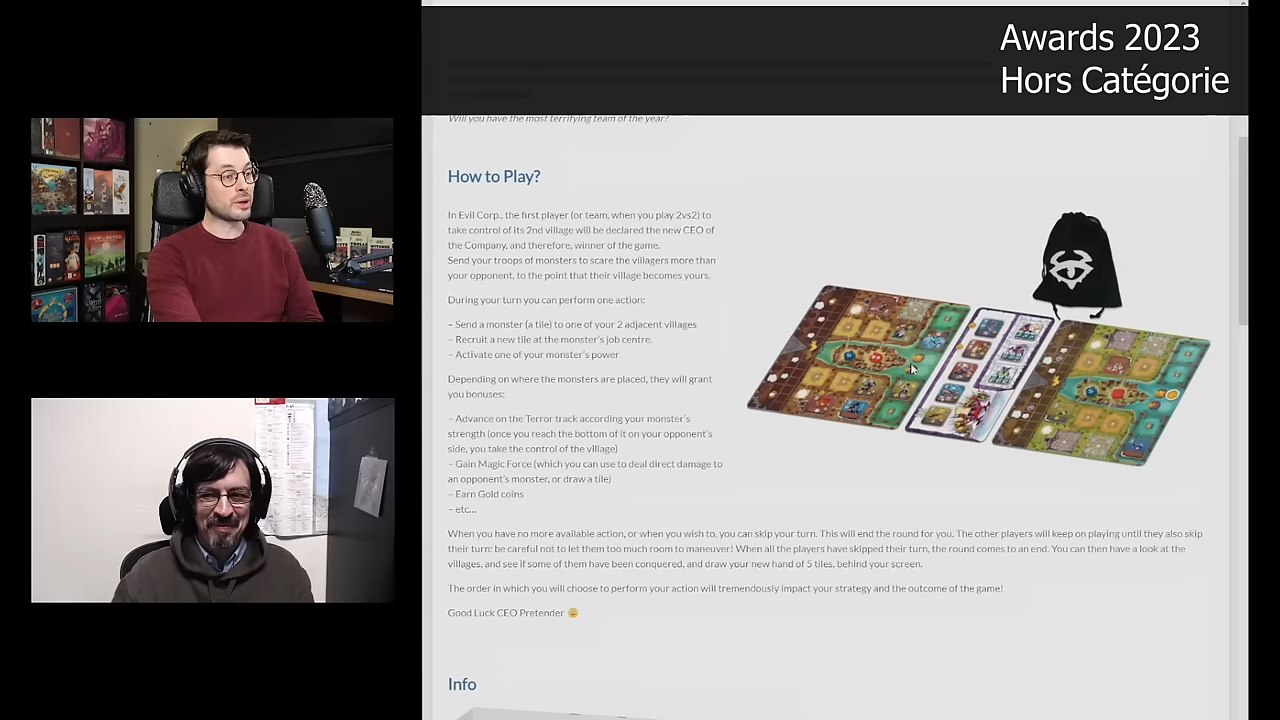 Awards 2023
Hors Catégorie
Will you have the most terrifying team of the year?
How to Play?
In Evil Corp., the first player (or team, when you play 2vs2) to
take control of its 2nd village will be declared the new CEO of
the Company, and therefore, winner of the game.
Send your troops of monsters to scare the villagers more than
your opponent, to the point that their village becomes yours.
During your turn you can perform one action:
– Send a monster (a tile) to one of your 2 adjacent villages
– Recruit a new tile at the monster's job centre.
– Activate one of your monster's power
Depending on where the monsters are placed, they will grant
you bonuses:
– Advance on the Terror track according your monster's
strength (once you reach the bottom of it on your opponent's
side, you take the control of the village)
– Gain Magic Force (which you can use to deal direct damage to
an opponent's monster, or draw a tile)
– Earn Gold coins
– etc...
When you have no more available action, or when you wish to, you can skip your turn. This will end the round for you. The other players will keep on playing until they also skip
their turn: be careful not to let them too much room to maneuver! When all the players have skipped their turn, the round comes to an end. You can then have a look at the
villages, and see if some of them have been conquered, and draw your new hand of 5 tiles, behind your screen.
The order in which you will choose to perform your action will tremendously impact your strategy and the outcome of the game!
Good Luck CEO Pretender 😀
Info